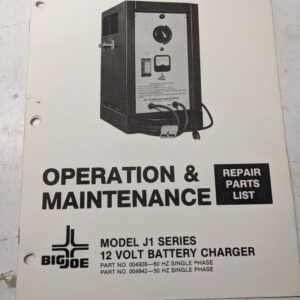 OPERATION &
MAINTENANCE
REPAIR
PARTS
LIST
BIG JOE
MODEL J1 SERIES
12 VOLT BATTERY CHARGER
PART NO. 004928—60 HZ SINGLE PHASE
PART NO. 004942—50 HZ SINGLE PHASE